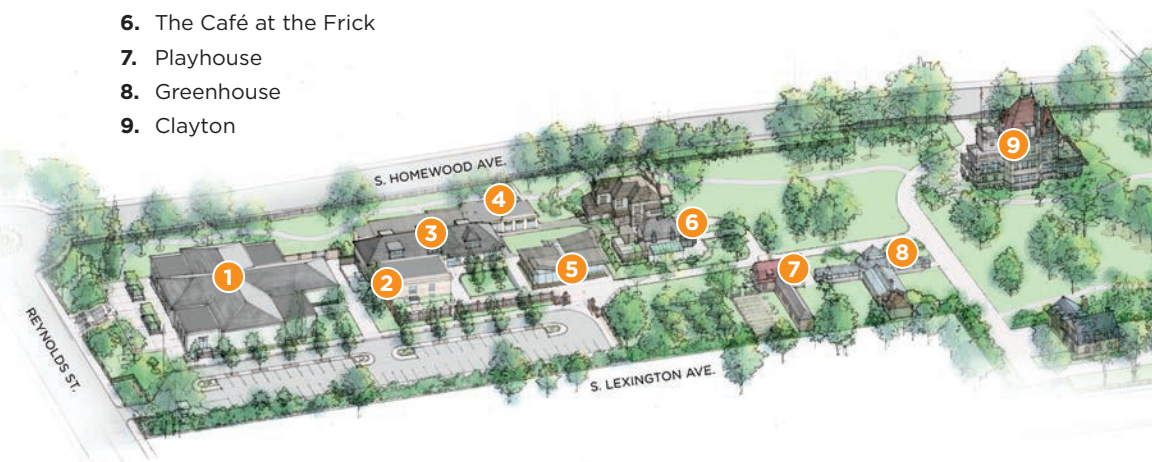 6. The Café at the Frick
7. Playhouse
8. Greenhouse
9. Clayton
S. HOMEWOOD AVE.
9
4
3
6
8
5
7
1
2
REYNOLDS ST.
S. LEXINGTON AVE.